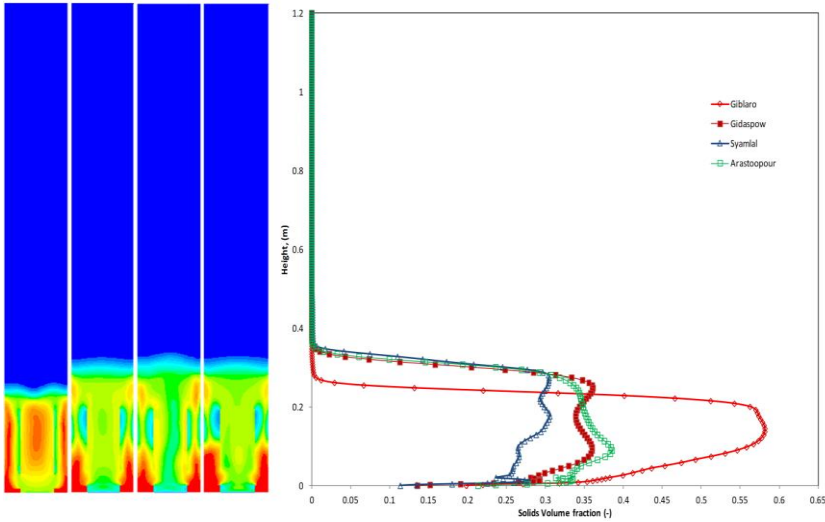 1.2
1
0.8
0.6
0.4
0.2
0
Height, (m)
Giblaro
Gidaspow
Syamlal
Arastoopour
0 0.05 0.1 0.15 0.2 0.25 0.3 0.35 0.4 0.45 0.5 0.55 0.6 0.65
Solids Volume fraction (-)